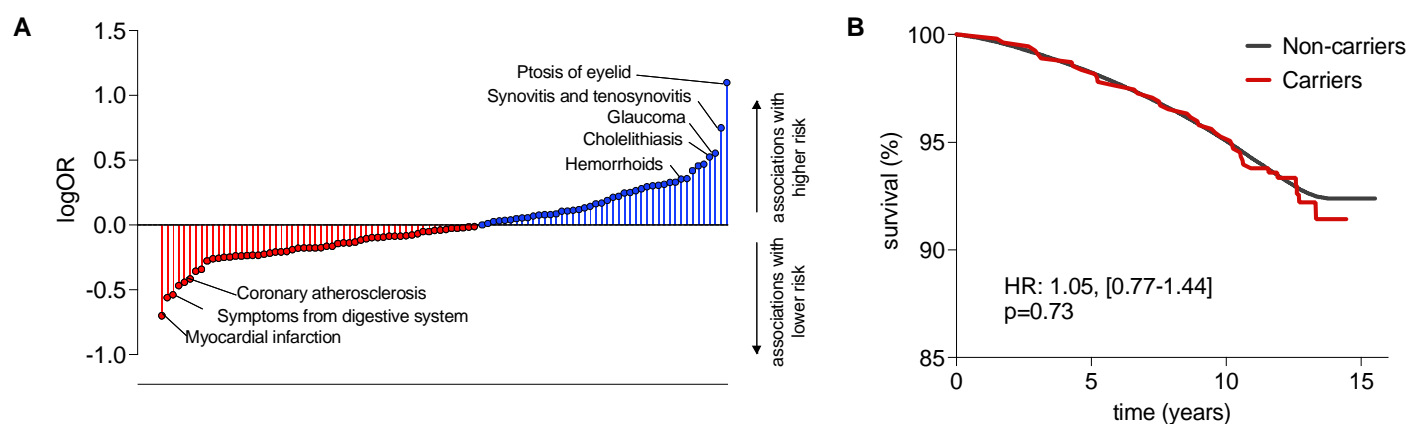 A
logOR
1.5
1.0
0.5
0.0
-0.5
-1.0
Ptosis of eyelid
Synovitis and tenosynovitis
Glaucoma
Cholelithiasis
Hemorrhoids
Coronary atherosclerosis
Symptoms from digestive system
Myocardial infarction
associations with
higher risk
associations with
lower risk
B
survival (%)
100
95
90
85
Non-carriers
Carriers
HR: 1.05, [0.77-1.44]
p=0.73
0
5
10
15
time (years)